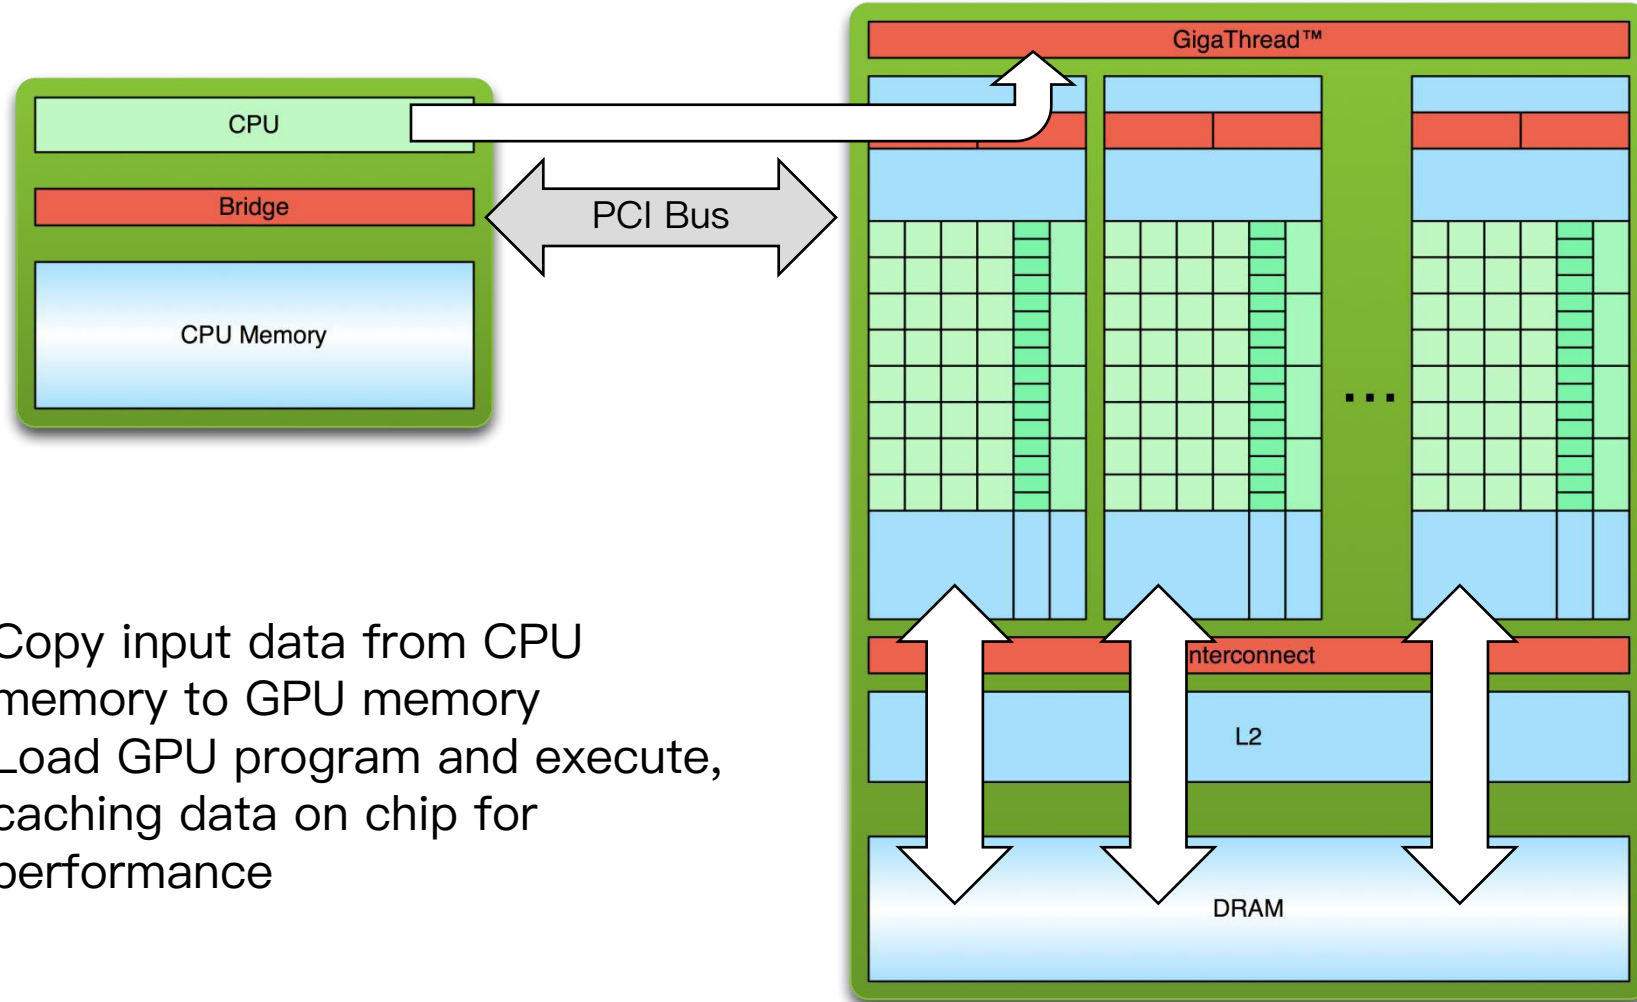 GigaThread™
CPU
Bridge
PCI Bus
CPU Memory
...
Copy input data from CPU
memory to GPU memory
Load GPU program and execute,
caching data on chip for
performance
nterconnect
L2
DRAM